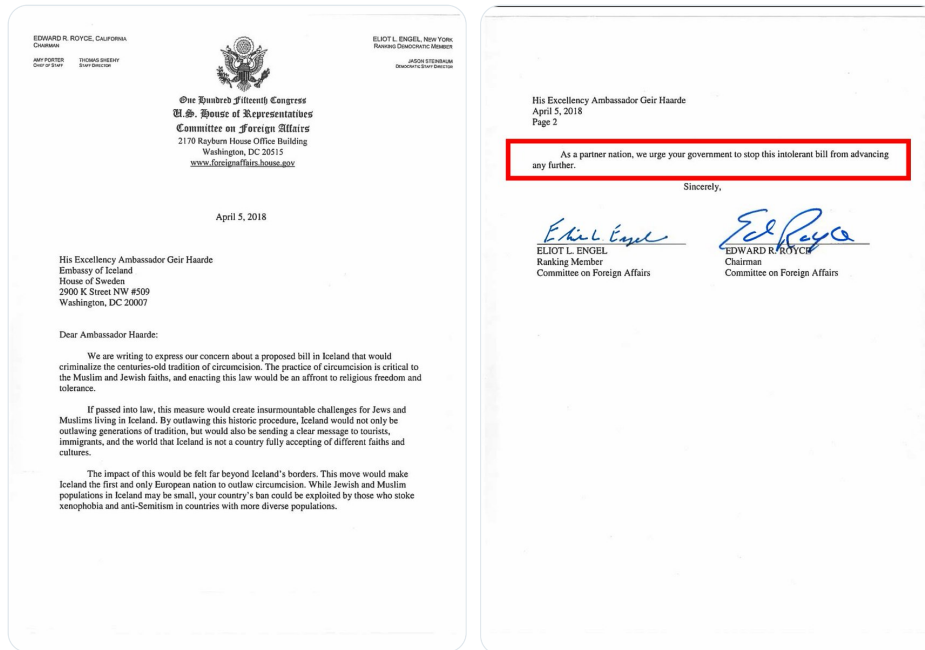 EDWARD R. ROYCE, CALIFORNIA
CHAIRMAN
AMY PORTER THOMAS SHEEHY
CHIEF OF STAFF STAFF DIRECTOR
ELIOT L. ENGEL, NEW YORK
RANKING DEMOCRATIC MEMBER
JASON STEINBAUM
DEMOCRATIC STAFF DIRECTOR
One Hundred Fifteenth Congress
U.S. House of Representatives
Committee on Foreign Affairs
2170 Rayburn House Office Building
Washington, DC 20515
www.foreignaffairs.house.gov
April 5, 2018
His Excellency Ambassador Geir Haarde
Embassy of Iceland
House of Sweden
2900 K Street NW #509
Washington, DC 20007
Dear Ambassador Haarde:
We are writing to express our concern about a proposed bill in Iceland that would
criminalize the centuries-old tradition of circumcision. The practice of circumcision is critical to
the Muslim and Jewish faiths, and enacting this law would be an affront to religious freedom and
tolerance.
If passed into law, this measure would create insurmountable challenges for Jews and
Muslims living in Iceland. By outlawing this historic procedure, Iceland would not only be
outlawing generations of tradition, but would also be sending a clear message to tourists,
immigrants, and the world that Iceland is not a country fully accepting of different faiths and
cultures.
The impact of this would be felt far beyond Iceland's borders. This move would make
Iceland the first and only European nation to outlaw circumcision. While Jewish and Muslim
populations in Iceland may be small, your country's ban could be exploited by those who stoke
xenophobia and anti-Semitism in countries with more diverse populations.
His Excellency Ambassador Geir Haarde
April 5, 2018
Page 2
As a partner nation, we urge your government to stop this intolerant bill from advancing
any further.
Sincerely,
Eliot L. Engel Ed Royce
ELIOT L. ENGEL EDWARD R. ROYCE
Ranking Member Chairman
Committee on Foreign Affairs Committee on Foreign Affairs